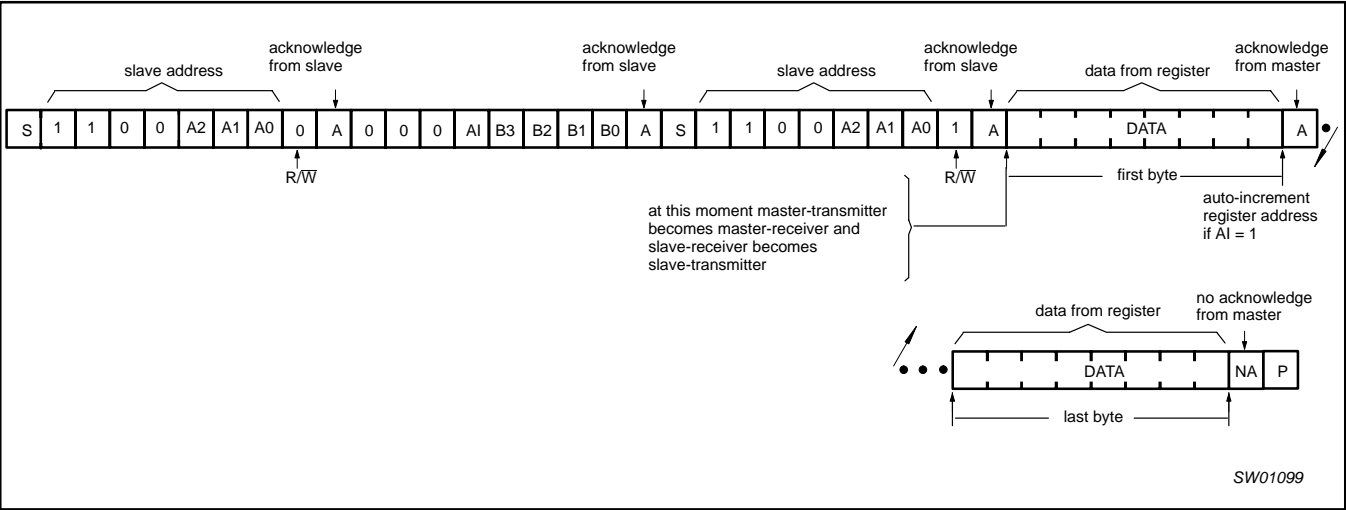 acknowledge
from slave
slave address
acknowledge
from slave
slave address
acknowledge
from slave
data from register
acknowledge
from master
S 1 1 0 0 A2 A1 A0 0 A 0 0 0 AI B3 B2 B1 B0 A S 1 1 0 0 A2 A1 A0 1 A DATA A
R/W̅
R/W̅
first byte
at this moment master-transmitter
becomes master-receiver and
slave-receiver becomes
slave-transmitter
auto-increment
register address
if AI = 1
data from register
no acknowledge
from master
DATA NA P
last byte
SW01099